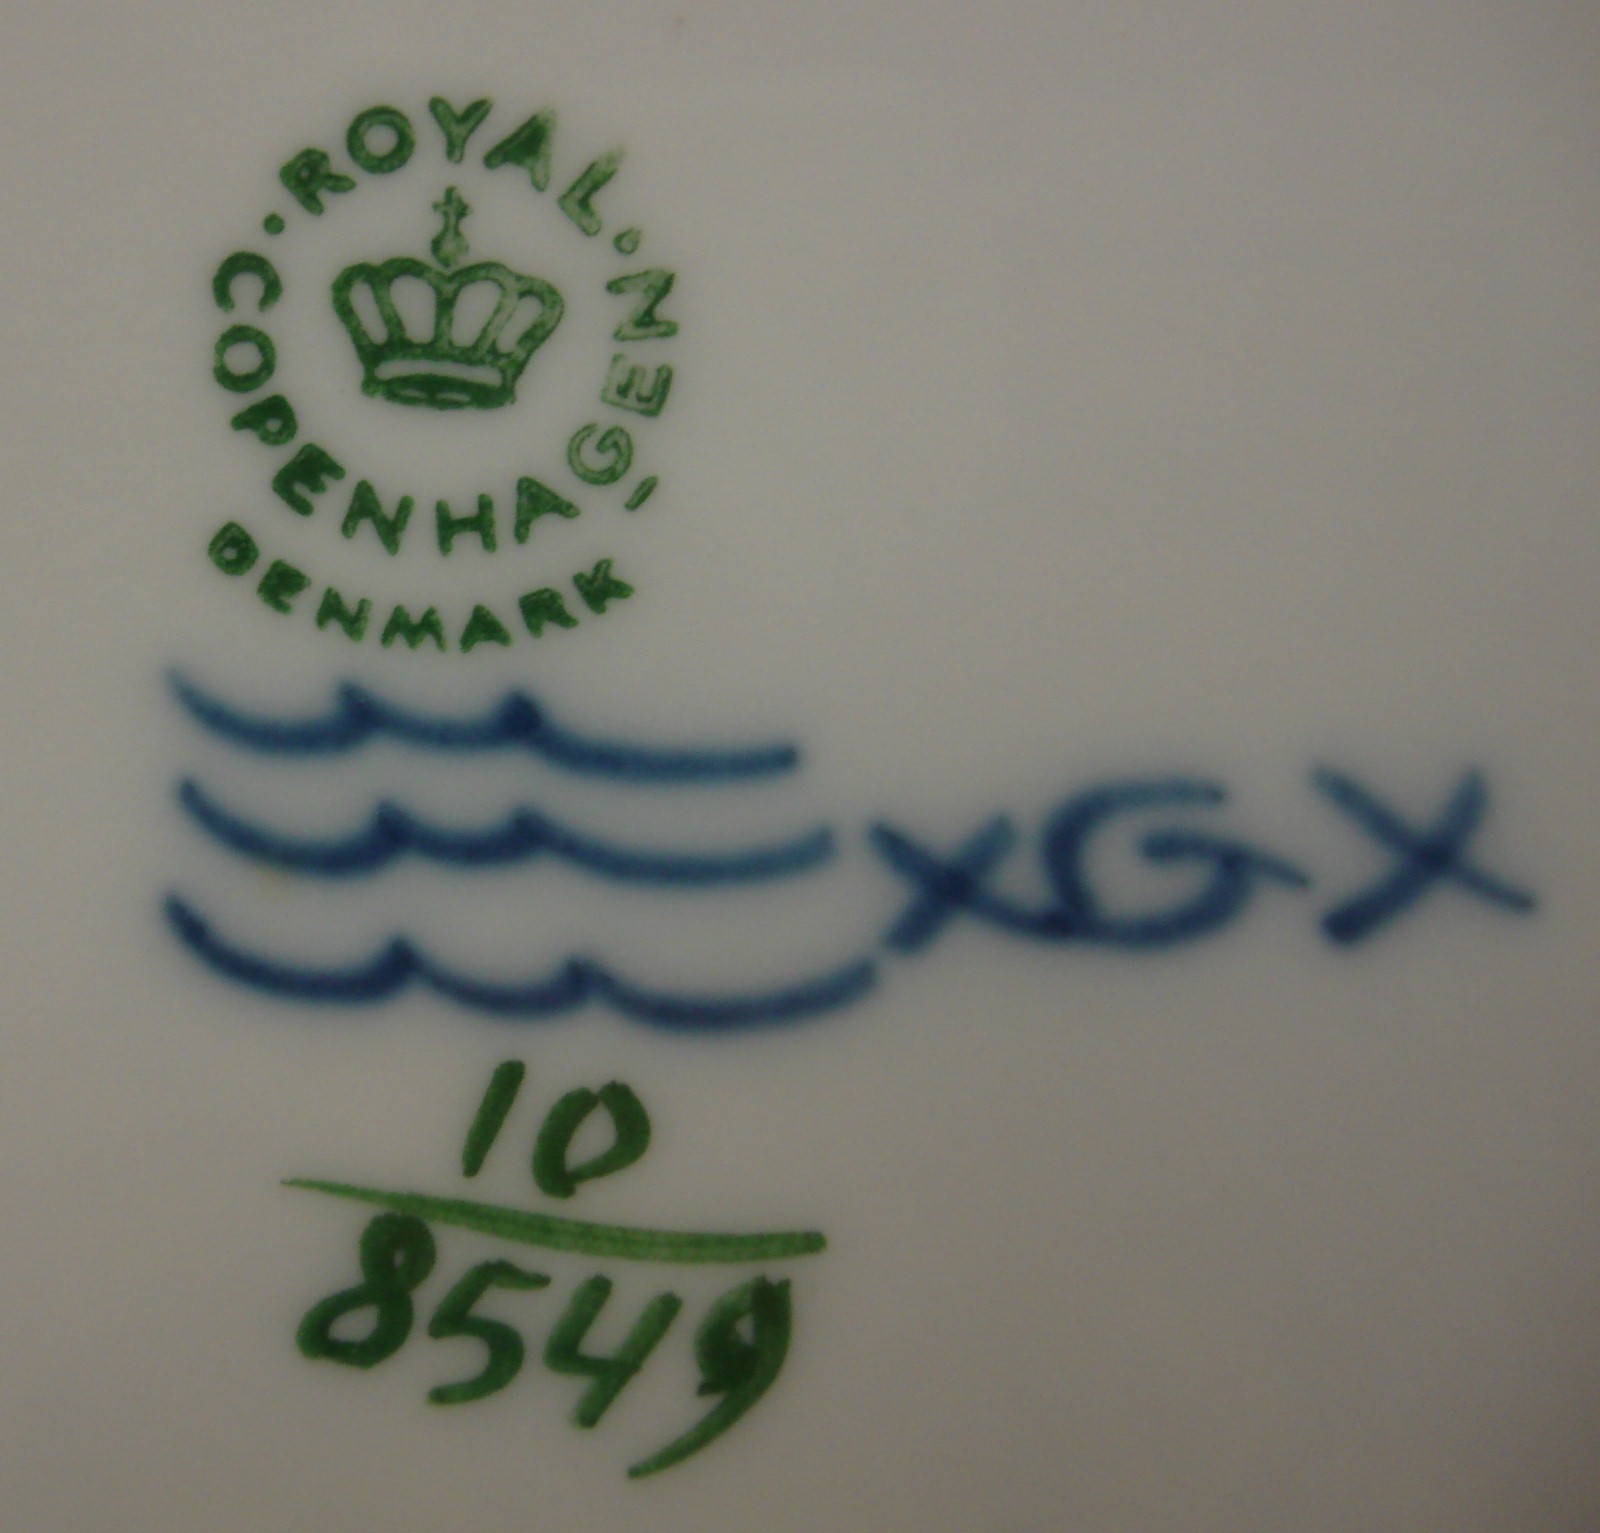 ROYAL
COPENHAGEN
DENMARK
XGX
10
8549